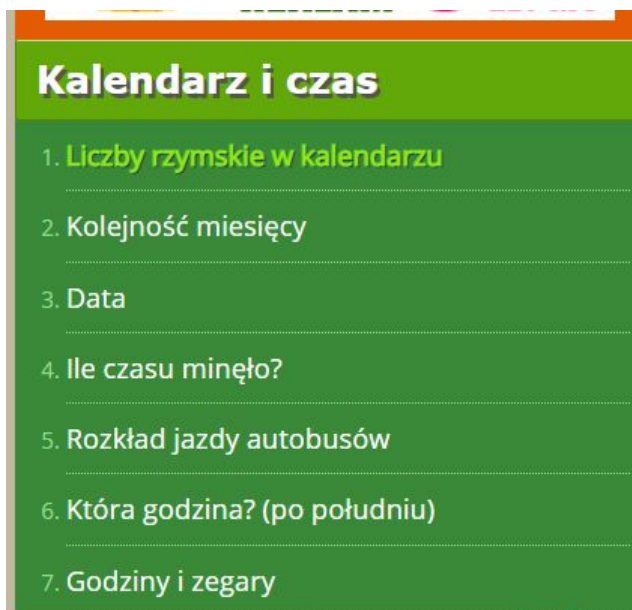 Kalendarz i czas
1. Liczby rzymskie w kalendarzu
2. Kolejność miesięcy
3. Data
4. Ile czasu minęło?
5. Rozkład jazdy autobusów
6. Która godzina? (po południu)
7. Godziny i zegary